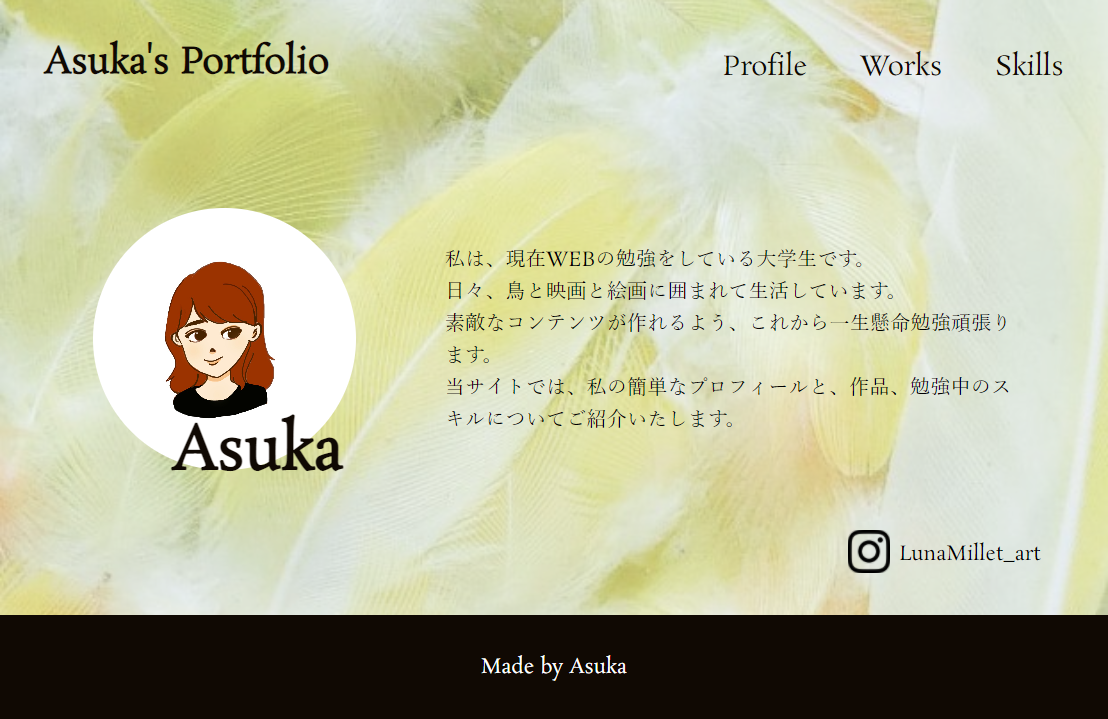 Asuka's Portfolio
Profile Works Skills
私は、現在WEBの勉強をしている大学生です。
日々、鳥と映画と絵画に囲まれて生活しています。
素敵なコンテンツが作れるよう、これから一生懸命勉強頑張り
ます。
当サイトでは、私の簡単なプロフィールと、作品、勉強中のス
キルについてご紹介いたします。
Asuka
LunaMillet_art
Made by Asuka